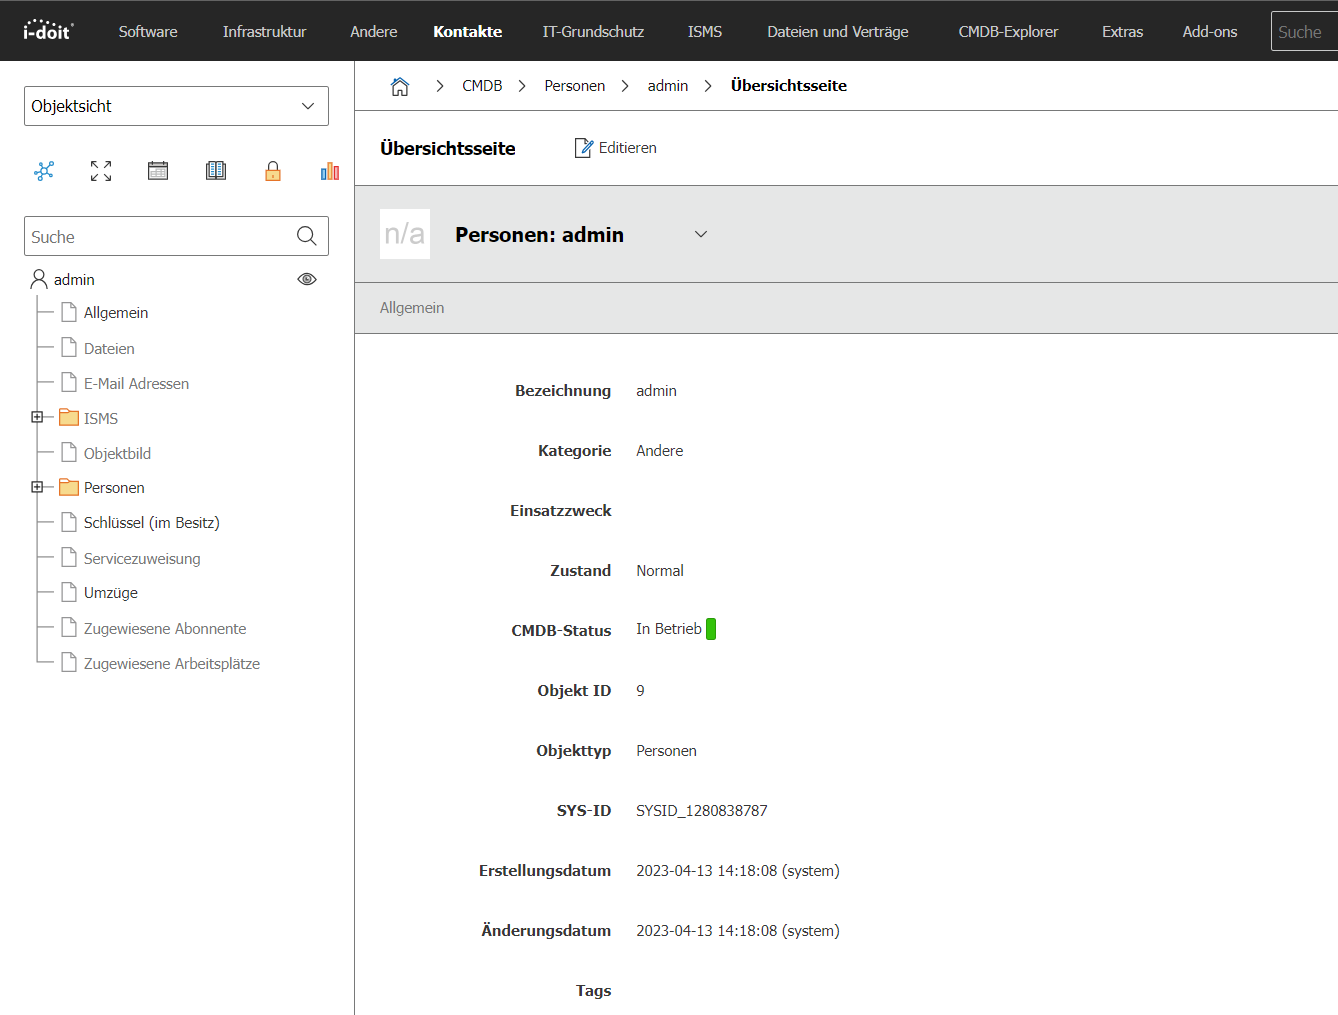 i-doit
Software Infrastruktur Andere Kontakte IT-Grundschutz ISMS Dateien und Verträge CMDB-Explorer Extras Add-ons Suche
Objektsicht
CMDB Personen admin Übersichtsseite
Übersichtsseite Editieren
Suche
n/a Personen: admin
admin
Allgemein
Dateien
E-Mail Adressen
ISMS
Objektbild
Personen
Schlüssel (im Besitz)
Servicezuweisung
Umzüge
Zugewiesene Abonnente
Zugewiesene Arbeitsplätze
Allgemein
Bezeichnung admin
Kategorie Andere
Einsatzzweck
Zustand Normal
CMDB-Status In Betrieb
Objekt ID 9
Objekttyp Personen
SYS-ID SYSID_1280838787
Erstellungsdatum 2023-04-13 14:18:08 (system)
Änderungsdatum 2023-04-13 14:18:08 (system)
Tags